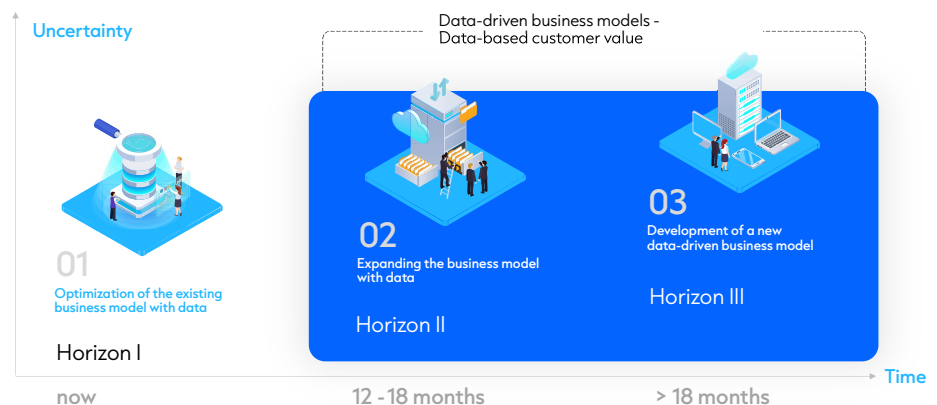 Uncertainty
Data-driven business models -
Data-based customer value
01
Optimization of the existing
business model with data
Horizon I
02
Expanding the business model
with data
Horizon II
03
Development of a new
data-driven business model
Horizon III
Time
now
12 - 18 months
> 18 months